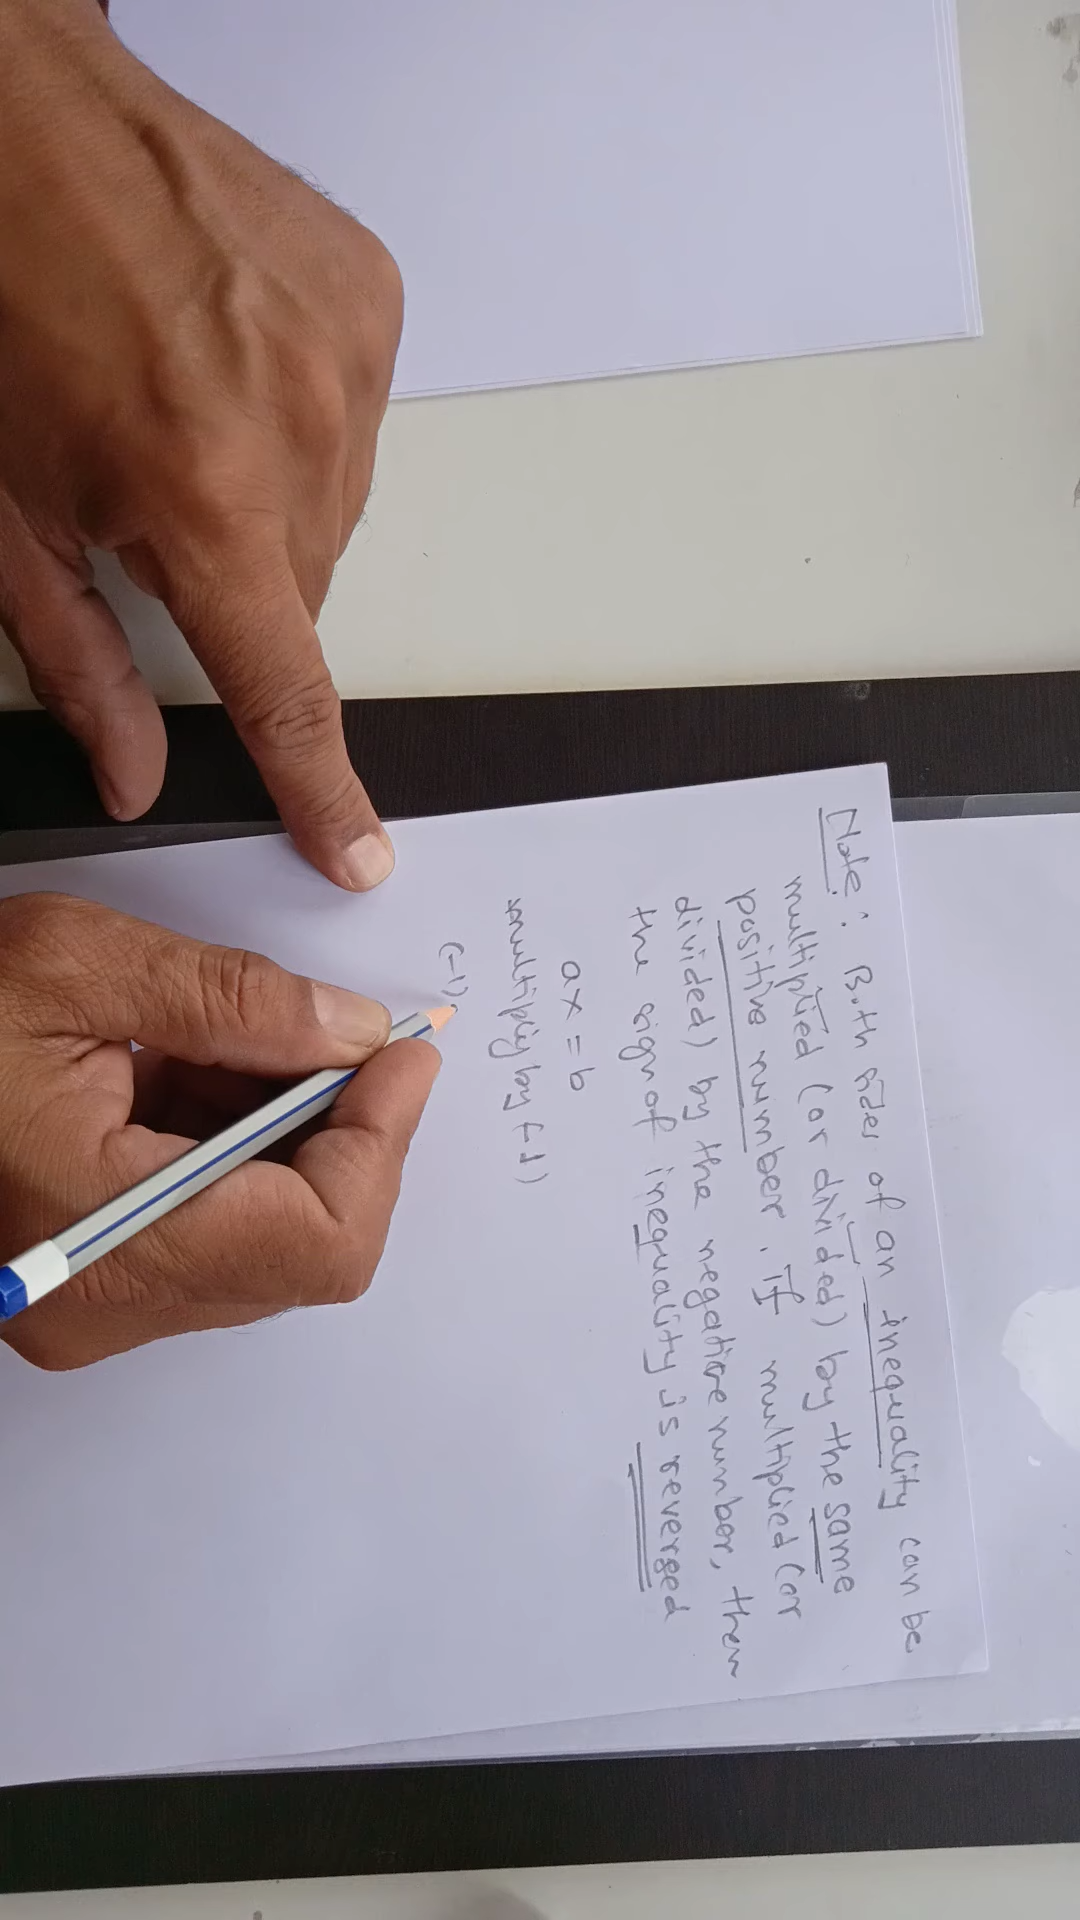 Note: Both sides of an inequality can be
multiplied (or divided) by the same
positive number. If multiplied (or
divided) by the negative number, then
the sign of inequality is reverged
ax = b
multiply by (-1)
(-1)